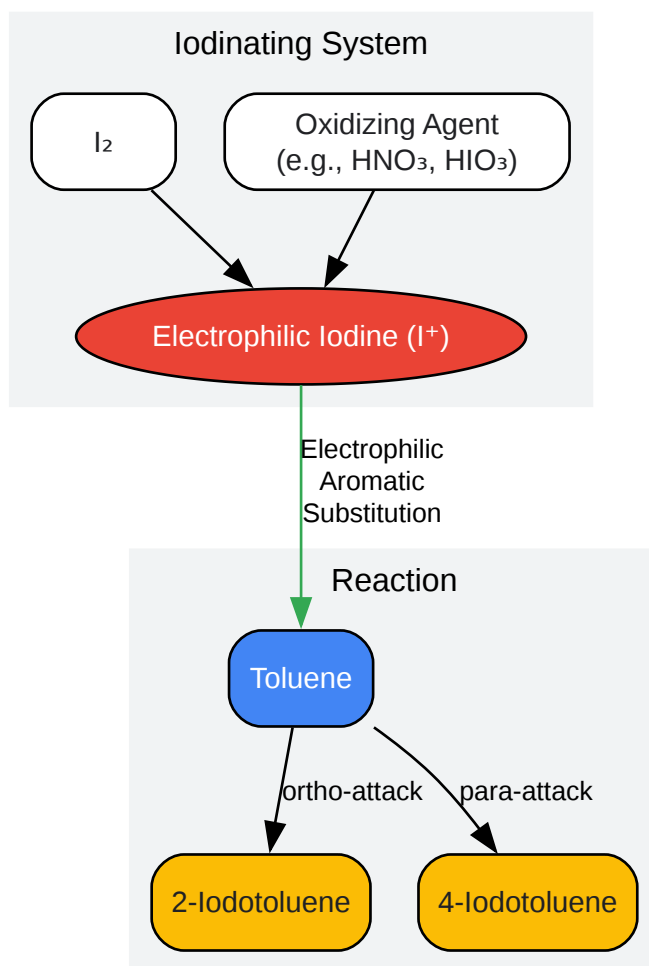 Iodinating System
I₂
Oxidizing Agent
(e.g., HNO₃, HIO₃)
Electrophilic Iodine (I⁺)
Electrophilic
Aromatic
Substitution
Reaction
Toluene
ortho-attack
para-attack
2-Iodotoluene
4-Iodotoluene